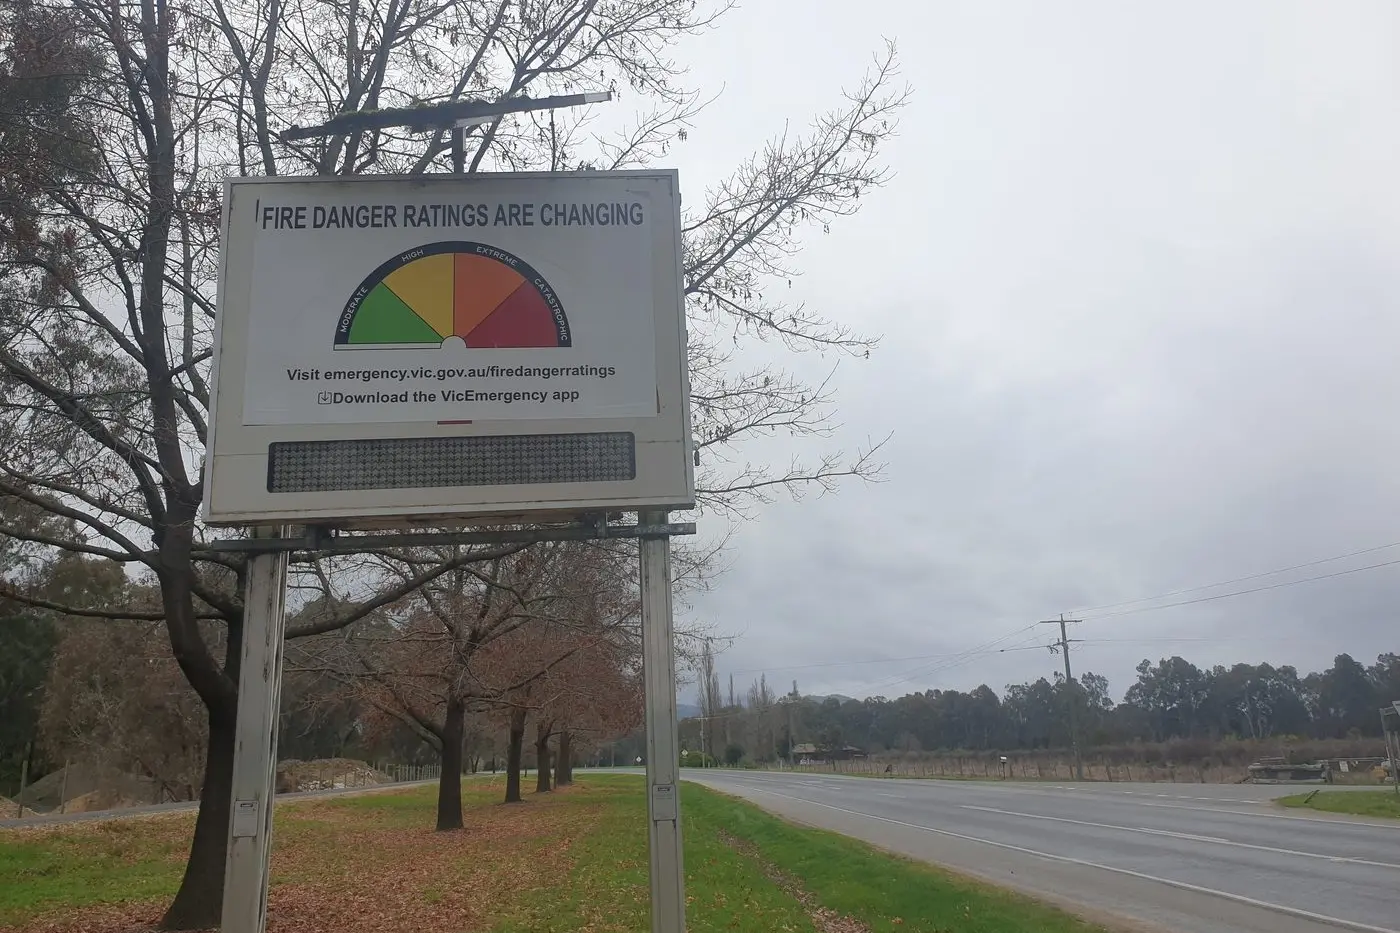 FIRE DANGER RATINGS ARE CHANGING
MODERATE
HIGH
EXTREME
CATASTROPHIC
Visit emergency.vic.gov.au/firedangerratings
Download the VicEmergency app